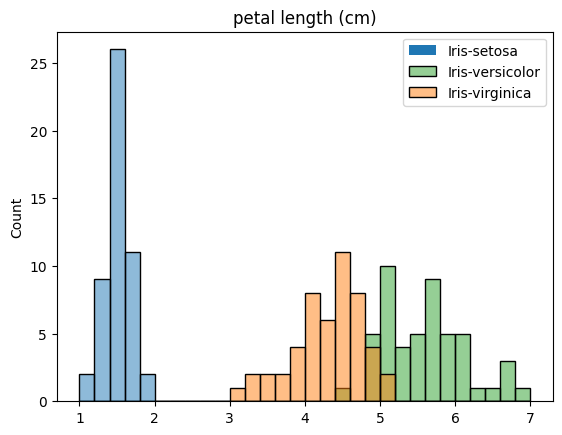 petal length (cm)
Iris-setosa
Iris-versicolor
Iris-virginica
Count
25
20
15
10
5
0
1 2 3 4 5 6 7